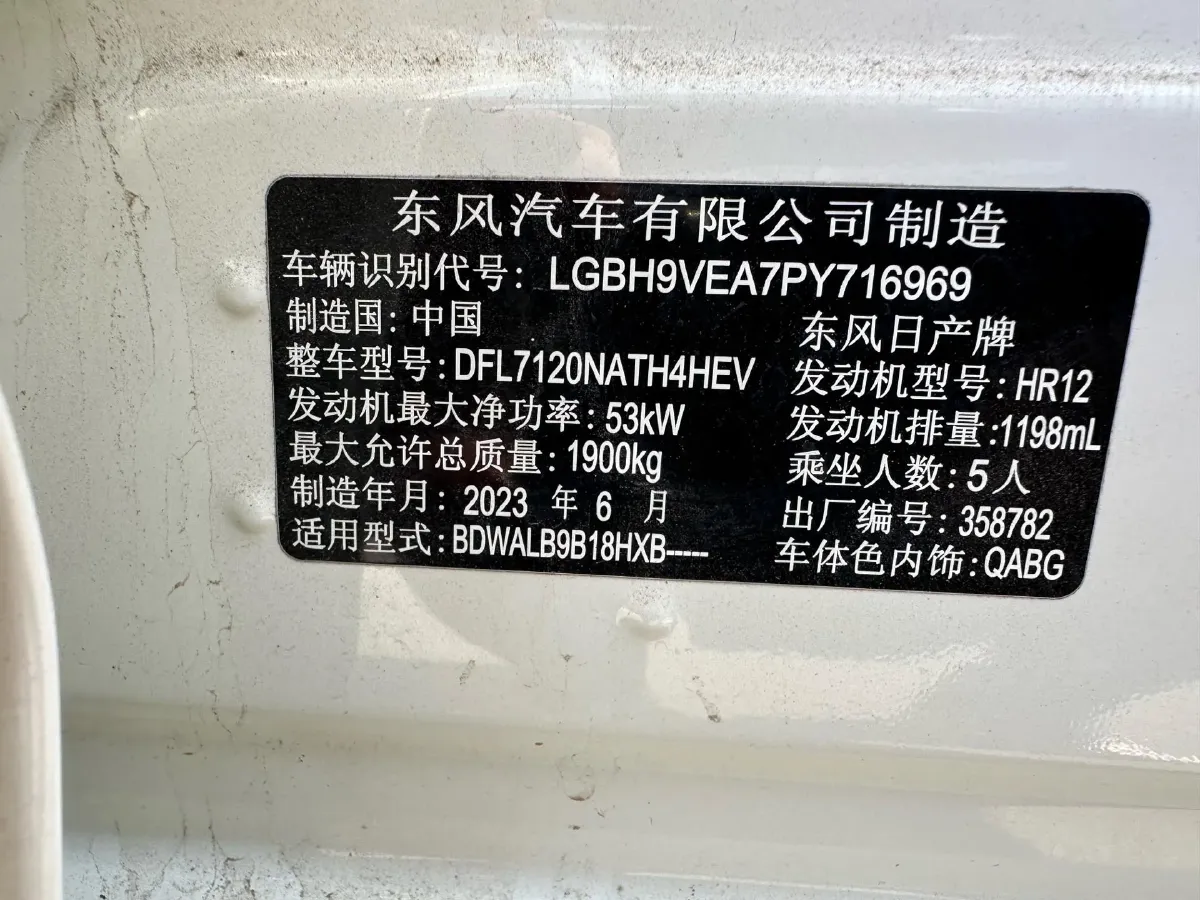 东风汽车有限公司制造
车辆识别代号: LGBH9VEA7PY716969
制造国: 中国 东风日产牌
整车型号: DFL7120NATH4HEV 发动机型号: HR12
发动机最大净功率: 53kW 发动机排量: 1198mL
最大允许总质量: 1900kg 乘坐人数: 5人
制造年月: 2023 年 6 月 出厂编号: 358782
适用型式: BDWALB9B18HXB----- 车体色内饰: QABG